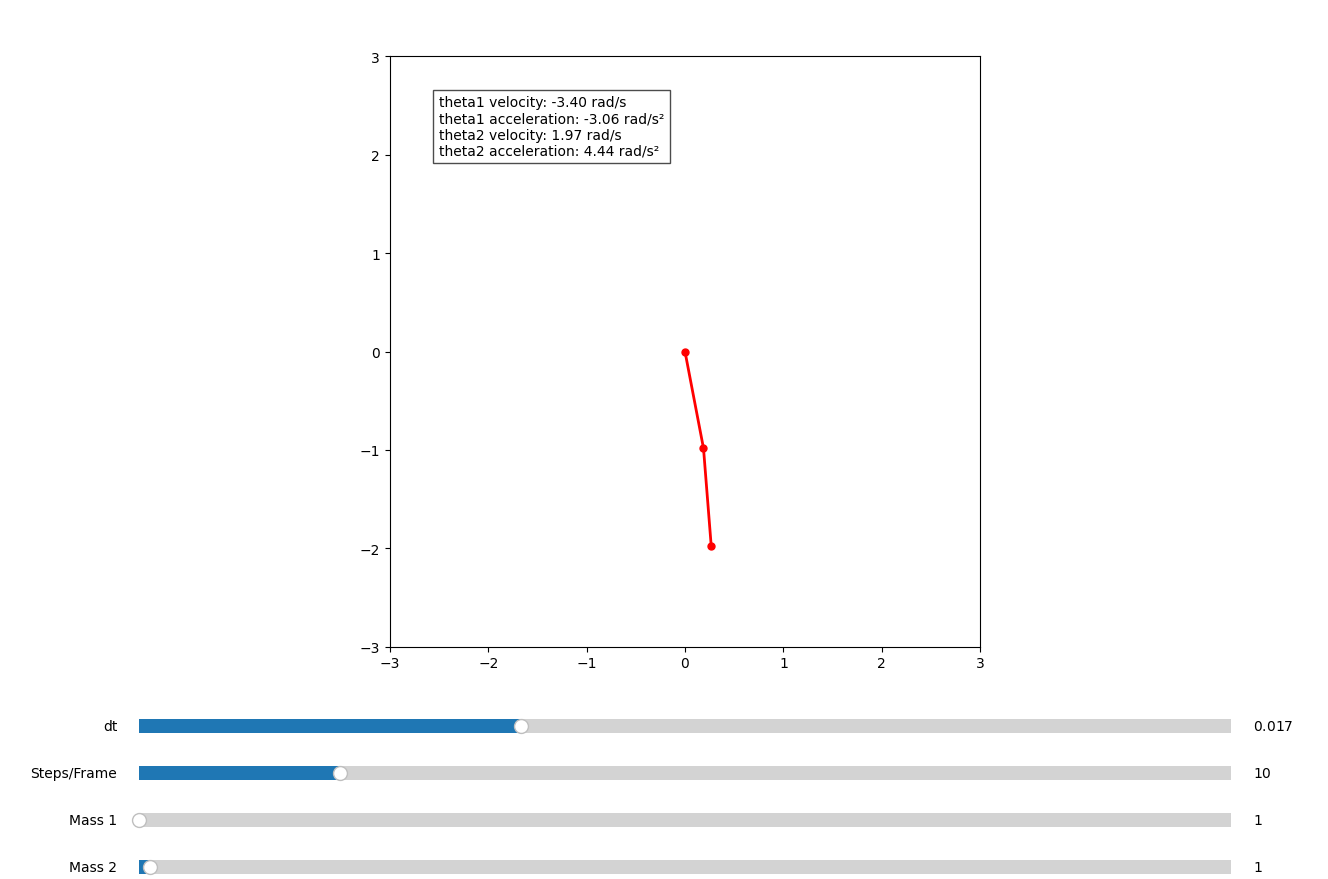 3
theta1 velocity: -3.40 rad/s
theta1 acceleration: -3.06 rad/s²
theta2 velocity: 1.97 rad/s
theta2 acceleration: 4.44 rad/s²
2
1
0
−1
−2
−3
−3 −2 −1 0 1 2 3
dt 0.017
Steps/Frame 10
Mass 1 1
Mass 2 1